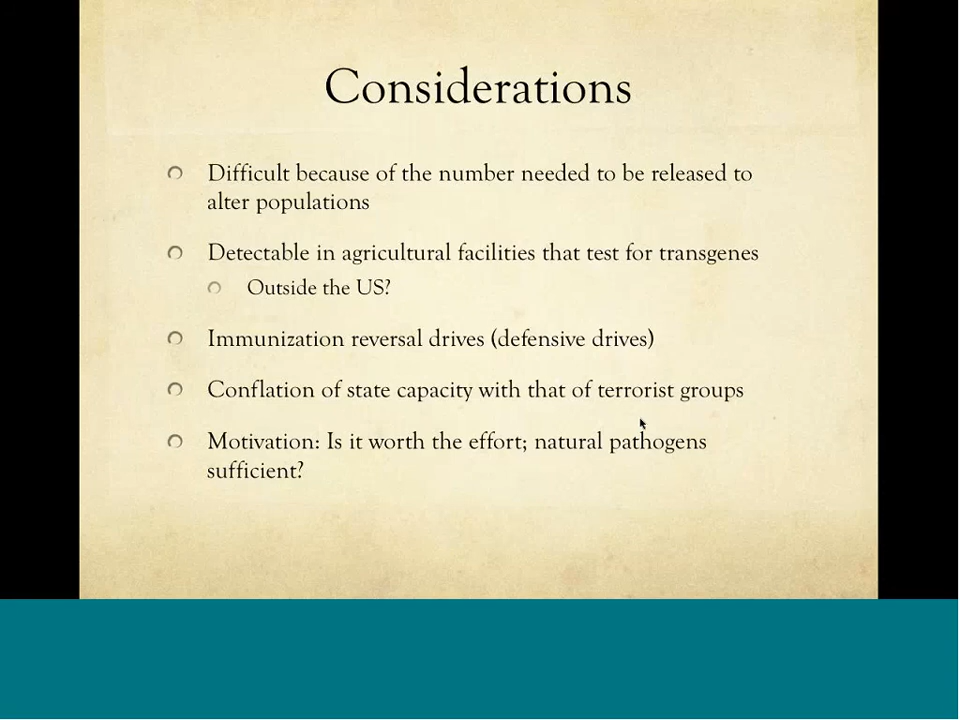 Considerations
Difficult because of the number needed to be released to
alter populations
Detectable in agricultural facilities that test for transgenes
Outside the US?
Immunization reversal drives (defensive drives)
Conflation of state capacity with that of terrorist groups
Motivation: Is it worth the effort; natural pathogens
sufficient?